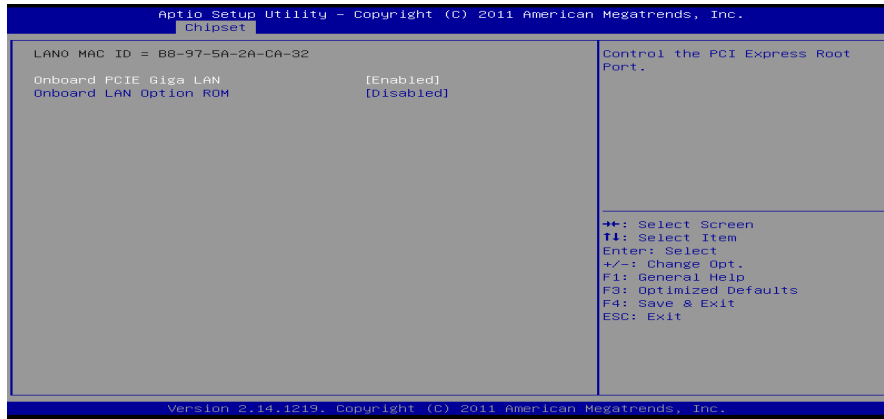 Aptio Setup Utility – Copyright (C) 2011 American Megatrends, Inc.
Chipset
LAN0 MAC ID = B8-97-5A-2A-CA-32
Onboard PCIE Giga LAN [Enabled]
Onboard LAN Option ROM [Disabled]
Control the PCI Express Root
Port.
→←: Select Screen
↑↓: Select Item
Enter: Select
+/-: Change Opt.
F1: General Help
F3: Optimized Defaults
F4: Save & Exit
ESC: Exit
Version 2.14.1219. Copyright (C) 2011 American Megatrends, Inc.